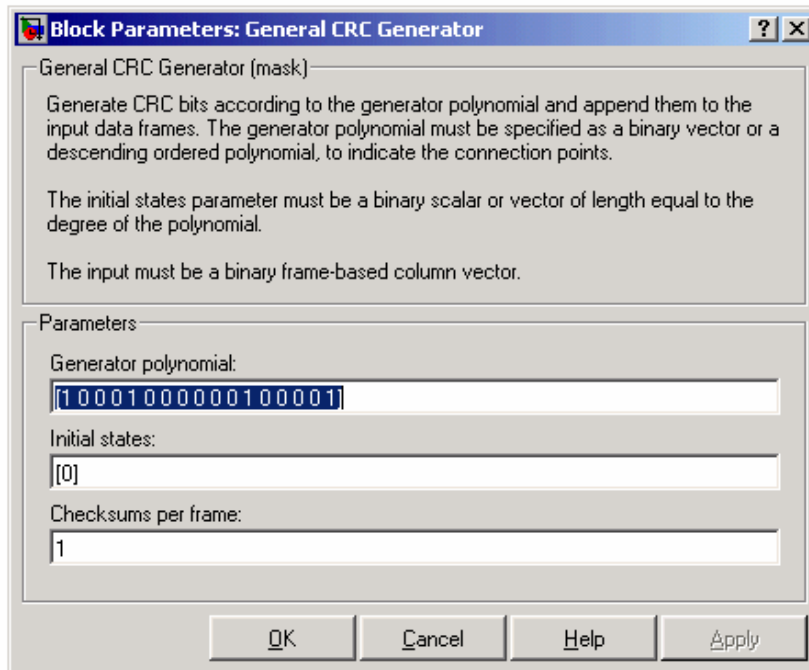 Block Parameters: General CRC Generator
General CRC Generator (mask)
Generate CRC bits according to the generator polynomial and append them to the
input data frames. The generator polynomial must be specified as a binary vector or a
descending ordered polynomial, to indicate the connection points.
The initial states parameter must be a binary scalar or vector of length equal to the
degree of the polynomial.
The input must be a binary frame-based column vector.
Parameters
Generator polynomial:
[1 0 0 0 1 0 0 0 0 0 0 1 0 0 0 0 1]
Initial states:
[0]
Checksums per frame:
1
OK Cancel Help Apply